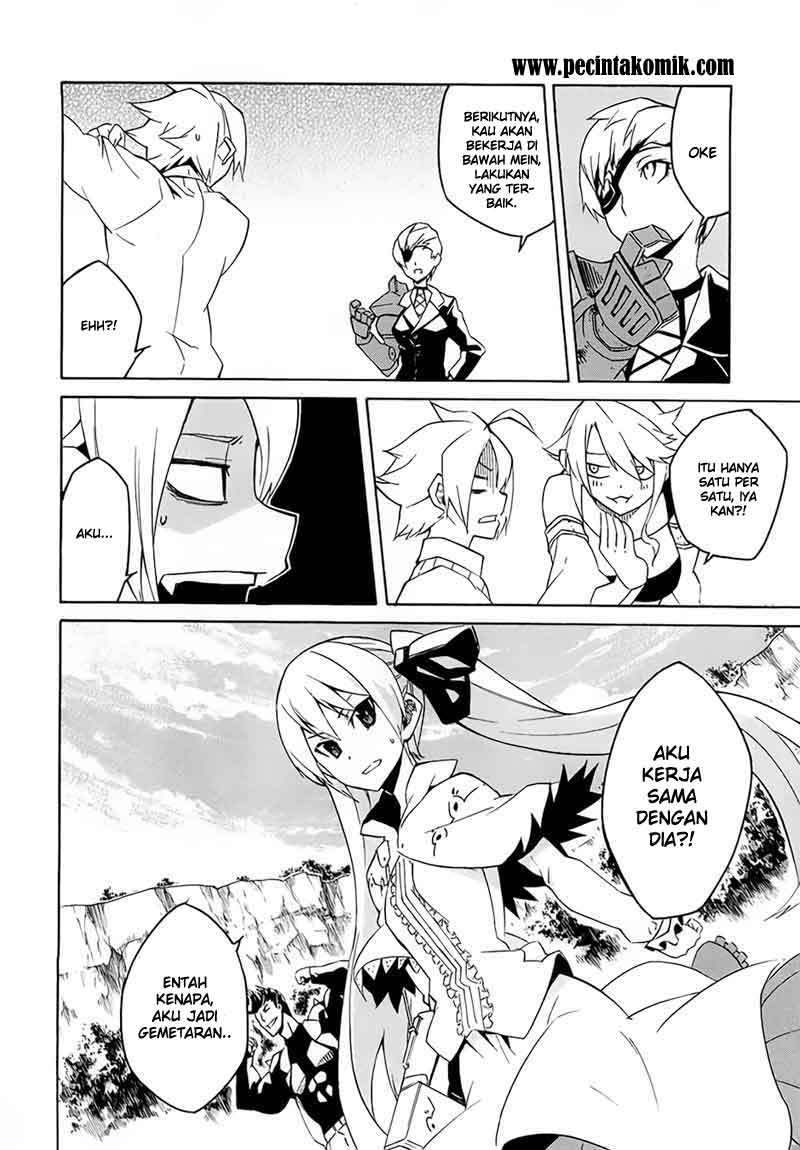 www.pecintakomik.com
OKE
BERIKUTNYA,
KAU AKAN
BEKERJA DI
BAWAH MEIN,
LAKUKAN
YANG TER-
BAIK.
EHH?!
ITU HANYA
SATU PER
SATU, IYA
KAN?!
AKU...
AKU
KERJA
SAMA
DENGAN
DIA?!
ENTAH
KENAPA,
AKU JADI
GEMETARAN..